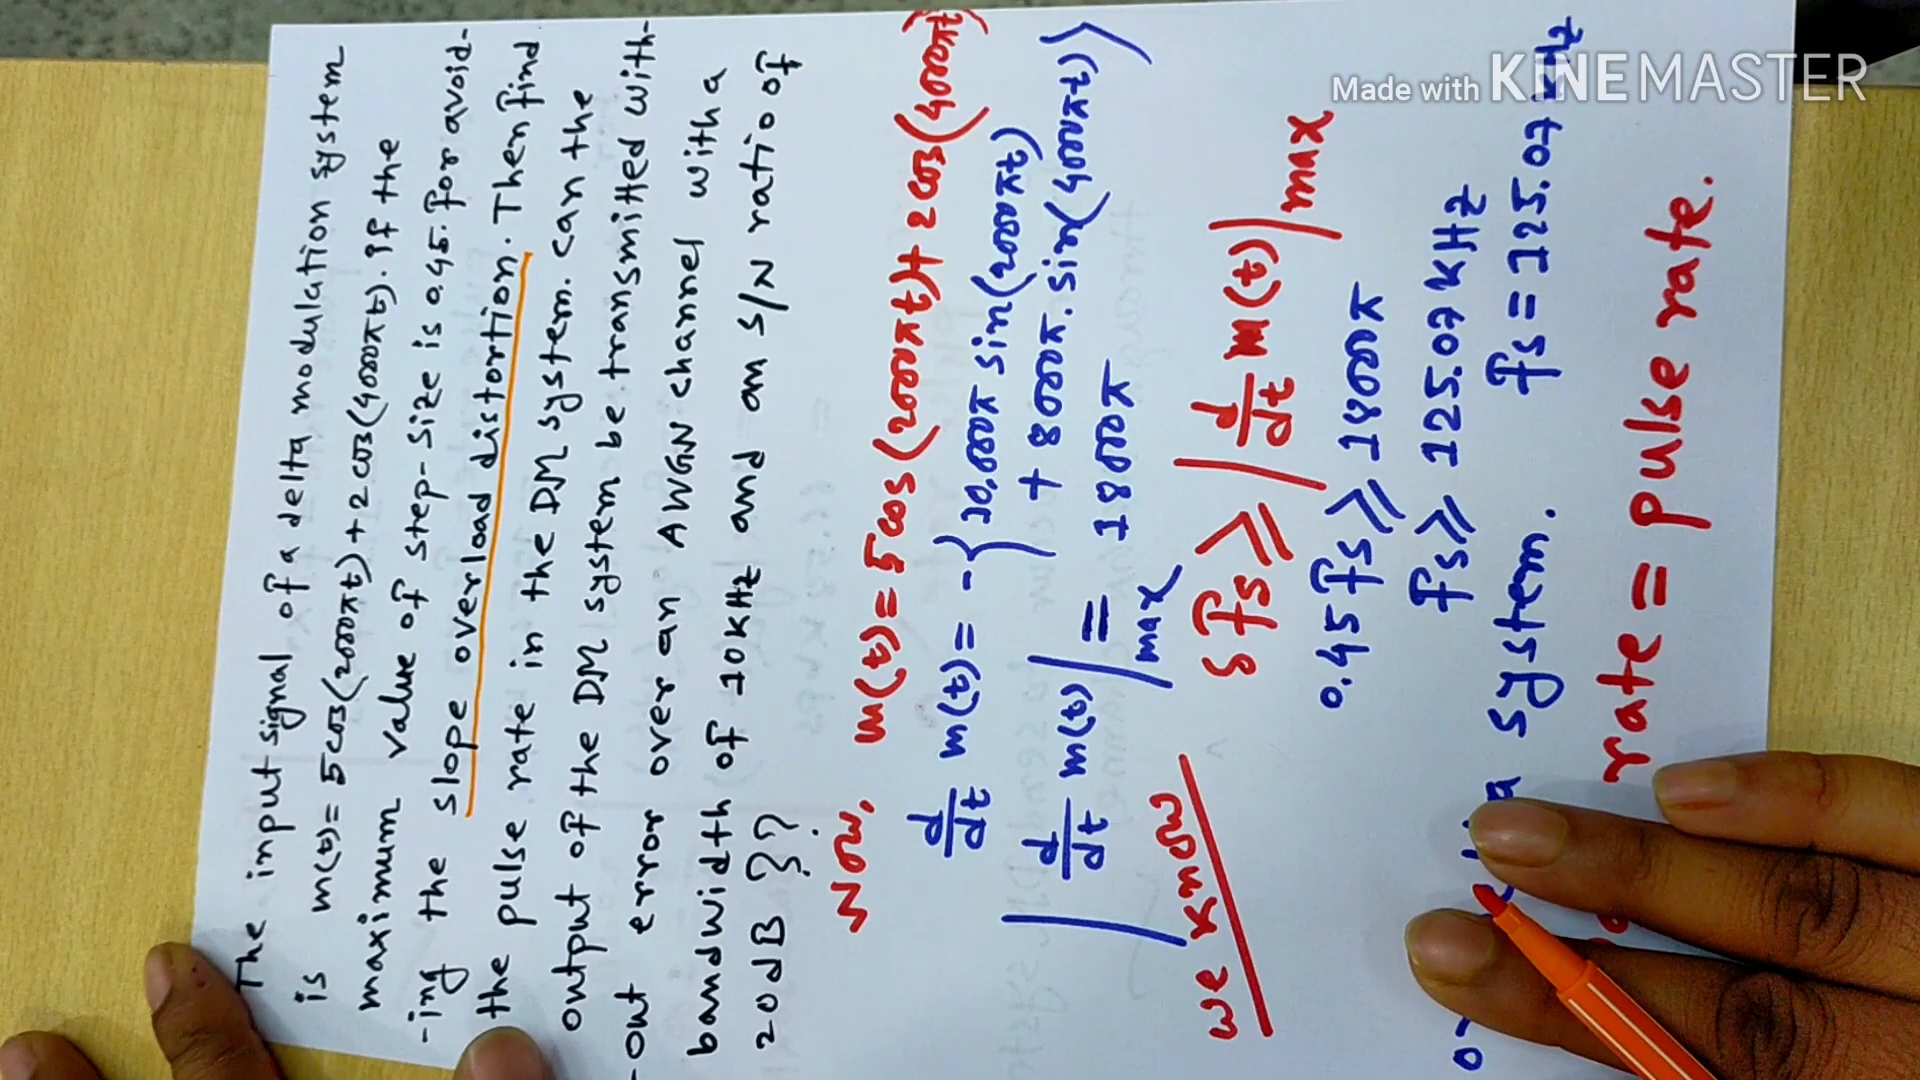 The input signal of a delta modulation system
is m(t)= 5cos(2000πt)+2cos(4000πt). If the
maximum value of step-size is 0.45. For avoid-
-ing the slope overload distortion. Then find
the pulse rate in the DM system. can the
output of the DM system be transmitted with-
-out error over an AWGN channel with a
bandwidth of 10KHz and an S/N ratio of
20dB ??
Now, m(t)= 5cos(2000πt)+2cos(4000πt)
d/dt m(t)= -{10,000π sin(2000πt)
+ 8000π. sin(4000πt)}
|d/dt m(t)|max = 18000π
we know
δfs ≥ |d/dt m(t)|max
0.45fs ≥ 18000π
fs ≥ 125.07 KHz
fs = 125.07 KHz
system.
rate = pulse rate.
Made with KINEMASTER